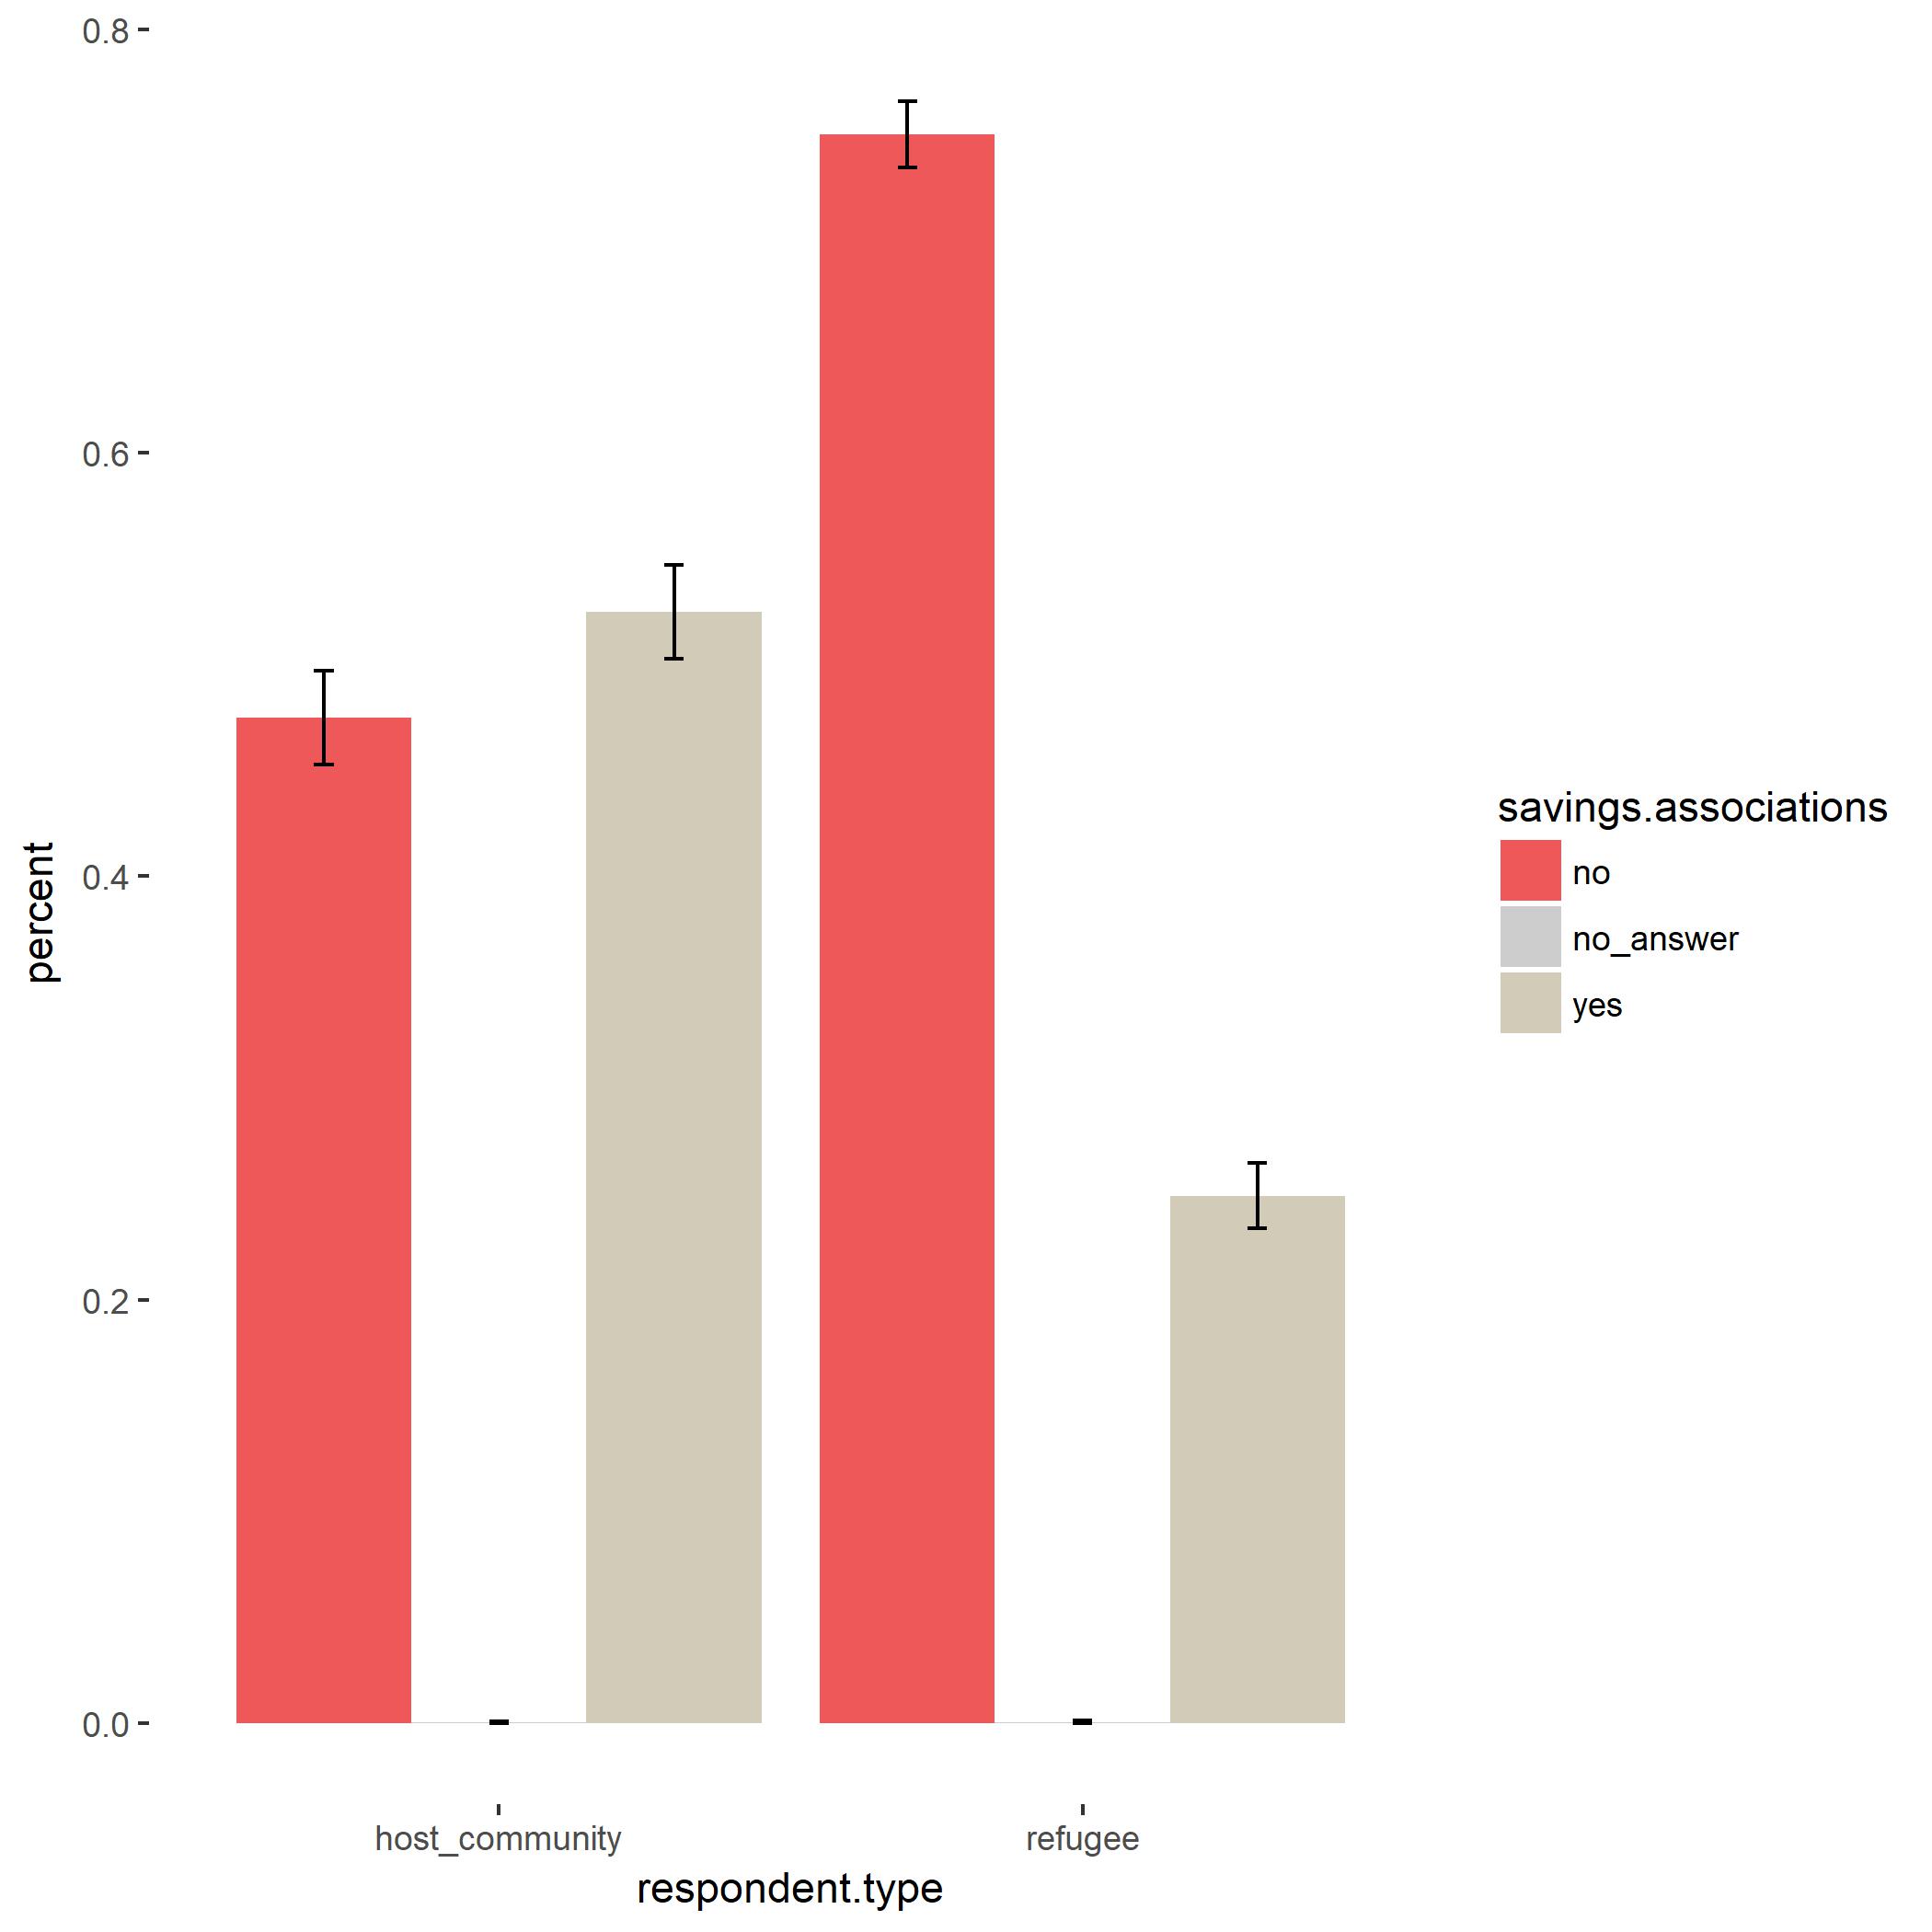 0.8
0.6
0.4
0.2
0.0
percent
host_community
refugee
respondent.type
savings.associations
no
no_answer
yes